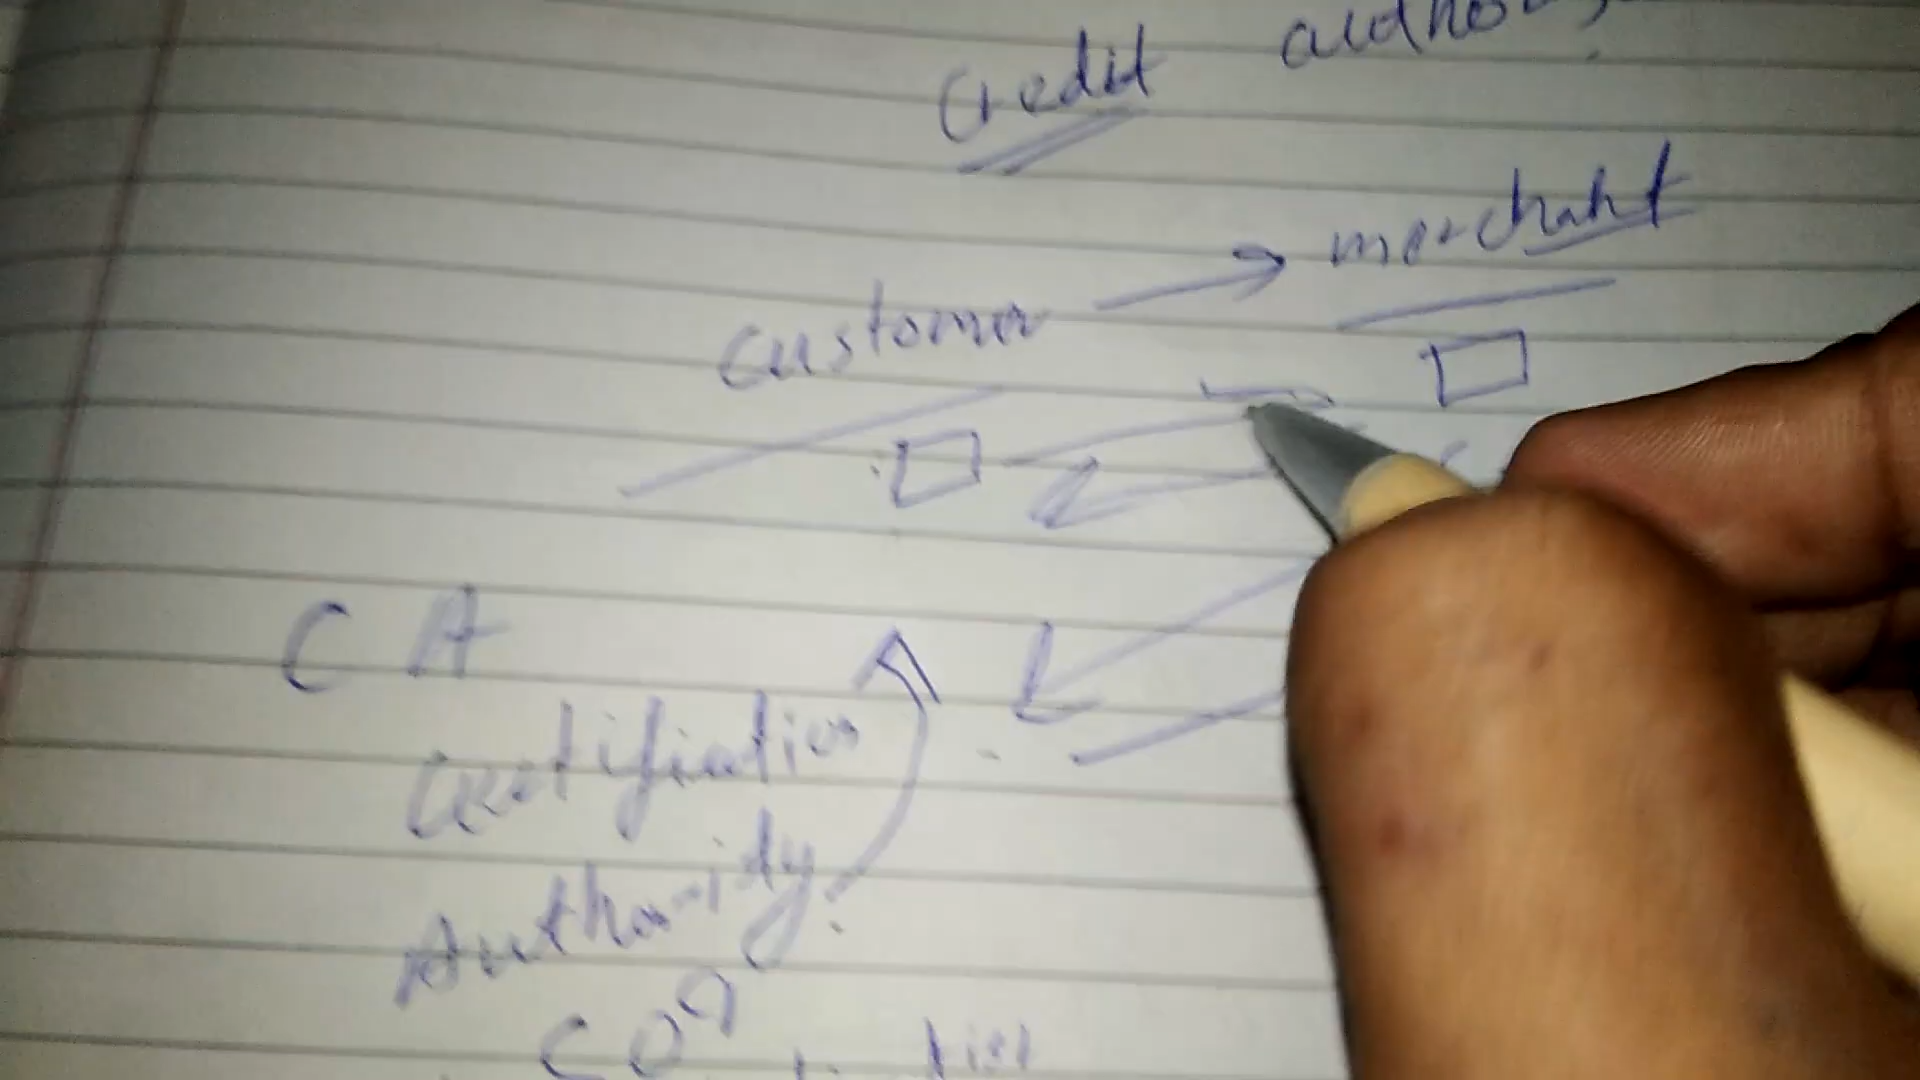 Credit
customer → merchant
CA
Certification
Authority